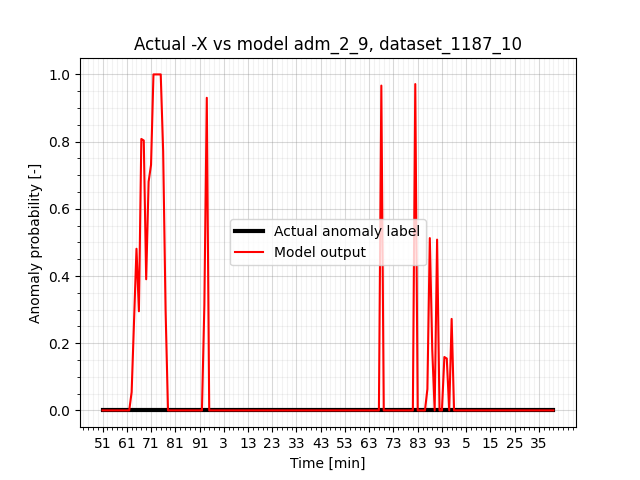 Actual -X vs model adm_2_9, dataset_1187_10
Anomaly probability [-]
1.0
0.8
0.6
0.4
0.2
0.0
Actual anomaly label
Model output
51 61 71 81 91 3 13 23 33 43 53 63 73 83 93 5 15 25 35
Time [min]